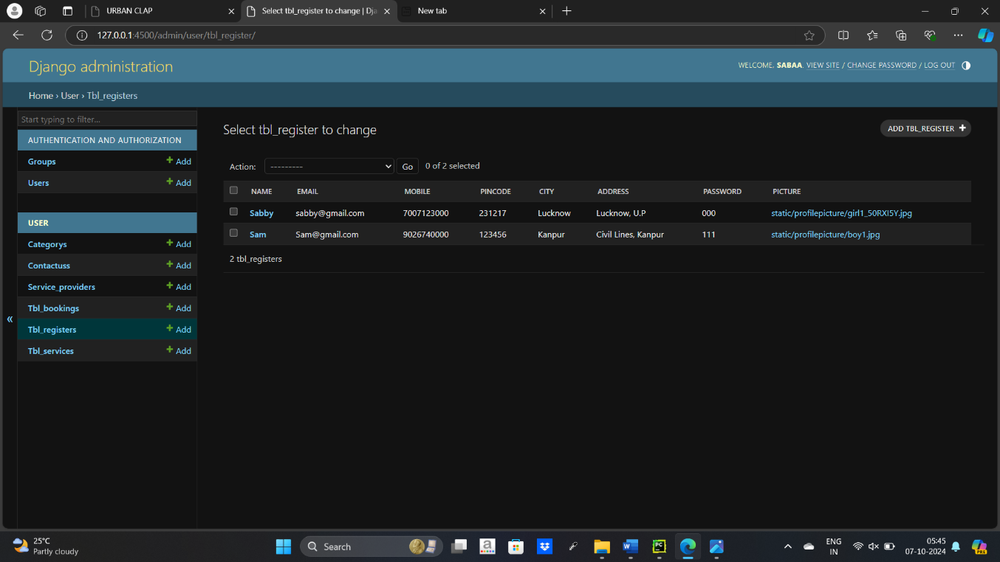 URBAN CLAP
Select tbl_register to change | Dja
New tab
127.0.0.1:4500/admin/user/tbl_register/
Django administration
WELCOME, SABAA. VIEW SITE / CHANGE PASSWORD / LOG OUT
Home › User › Tbl_registers
Start typing to filter...
AUTHENTICATION AND AUTHORIZATION
Groups + Add
Users + Add
USER
Categorys + Add
Contactuss + Add
Service_providers + Add
Tbl_bookings + Add
Tbl_registers + Add
Tbl_services + Add
«
Select tbl_register to change
ADD TBL_REGISTER +
Action: --------- Go 0 of 2 selected
NAME EMAIL MOBILE PINCODE CITY ADDRESS PASSWORD PICTURE
Sabby sabby@gmail.com 7007123000 231217 Lucknow Lucknow, U.P 000 static/profilepicture/girl1_50RXI5Y.jpg
Sam Sam@gmail.com 9026740000 123456 Kanpur Civil Lines, Kanpur 111 static/profilepicture/boy1.jpg
2 tbl_registers
25°C
Partly cloudy
Search
ENG
IN
05:45
07-10-2024